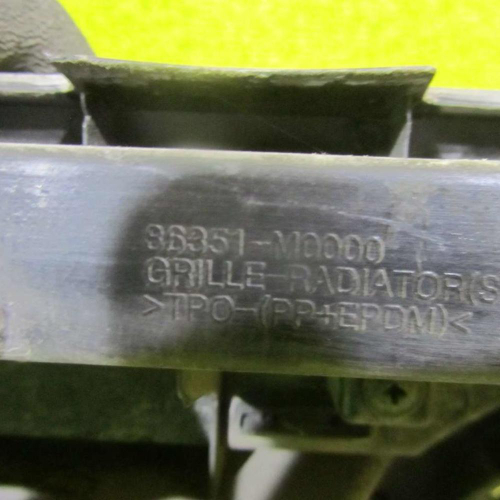 86351-M0000
GRILLE-RADIATOR(S
>TPO-(PP+EPDM)<